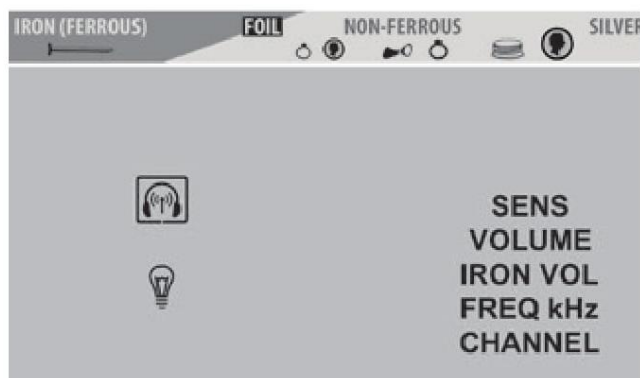 IRON (FERROUS) FOIL NON-FERROUS SILVER
SENS
VOLUME
IRON VOL
FREQ kHz
CHANNEL